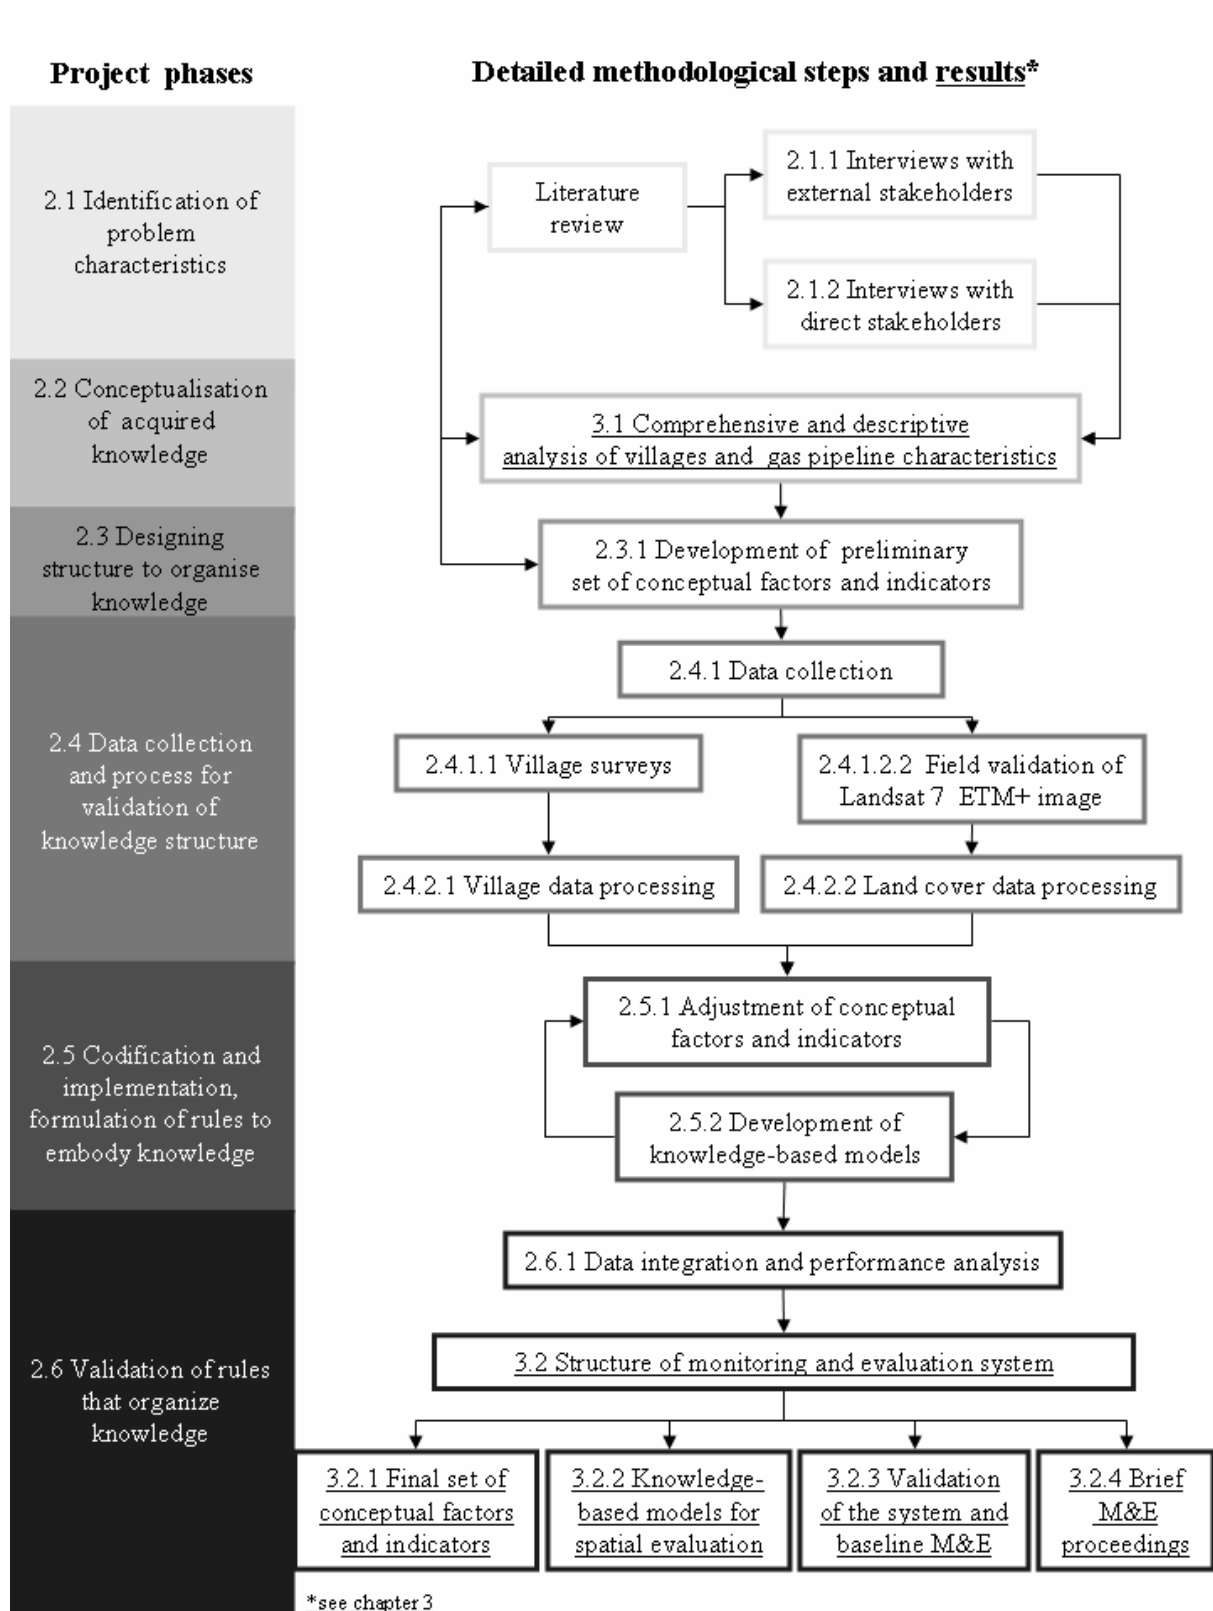 Project phases
Detailed methodological steps and results*
2.1 Identification of
problem
characteristics
Literature
review
2.1.1 Interviews with
external stakeholders
2.1.2 Interviews with
direct stakeholders
2.2 Conceptualisation
of acquired
knowledge
3.1 Comprehensive and descriptive
analysis of villages and gas pipeline characteristics
2.3 Designing
structure to organise
knowledge
2.3.1 Development of preliminary
set of conceptual factors and indicators
2.4 Data collection
and process for
validation of
knowledge structure
2.4.1 Data collection
2.4.1.1 Village surveys
2.4.1.2.2 Field validation of
Landsat 7 ETM+ image
2.4.2.1 Village data processing
2.4.2.2 Land cover data processing
2.5 Codification and
implementation,
formulation of rules to
embody knowledge
2.5.1 Adjustment of conceptual
factors and indicators
2.5.2 Development of
knowledge-based models
2.6 Validation of rules
that organize
knowledge
2.6.1 Data integration and performance analysis
3.2 Structure of monitoring and evaluation system
3.2.1 Final set of
conceptual factors
and indicators
3.2.2 Knowledge-
based models for
spatial evaluation
3.2.3 Validation
of the system and
baseline M&E
3.2.4 Brief
M&E
proceedings
*see chapter 3